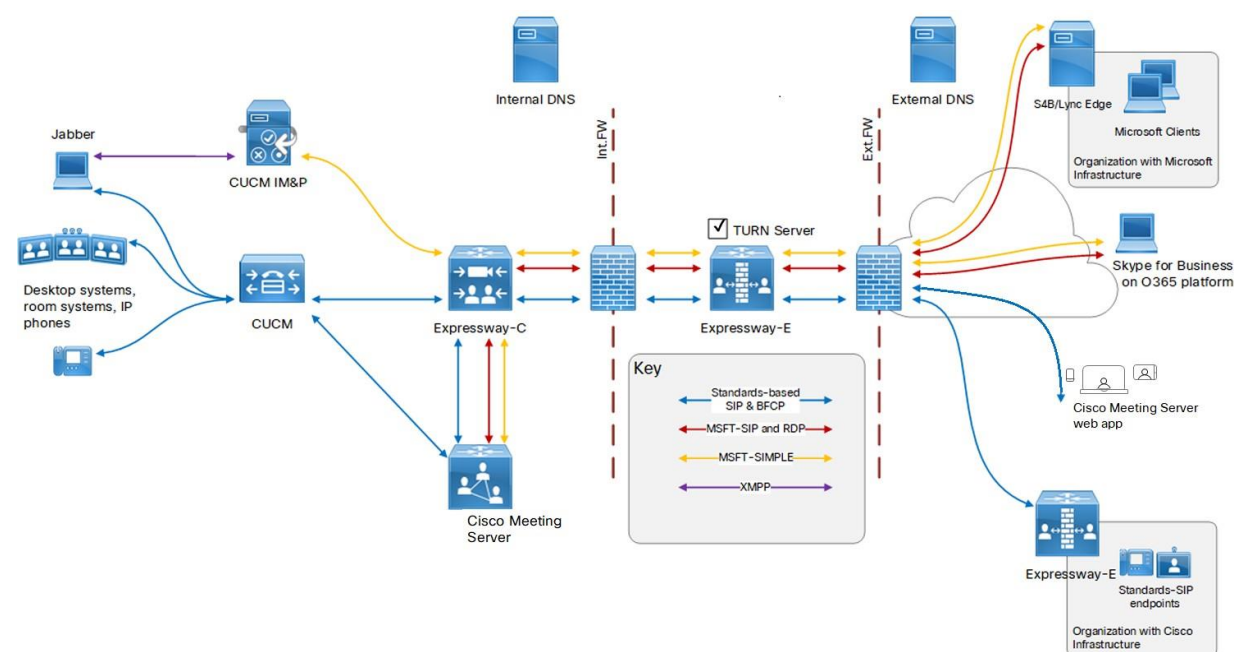 Internal DNS
External DNS
S4B/Lync Edge
Microsoft Clients
Organization with Microsoft
Infrastructure
Jabber
CUCM IM&P
Int.FW
Ext.FW
TURN Server
Desktop systems,
room systems, IP
phones
CUCM
Expressway-C
Expressway-E
Skype for Business
on O365 platform
Key
Standards-based
SIP & BFCP
MSFT-SIP and RDP
MSFT-SIMPLE
XMPP
Cisco Meeting Server
web app
Cisco Meeting
Server
Expressway-E
Standards-SIP
endpoints
Organization with Cisco
Infrastructure